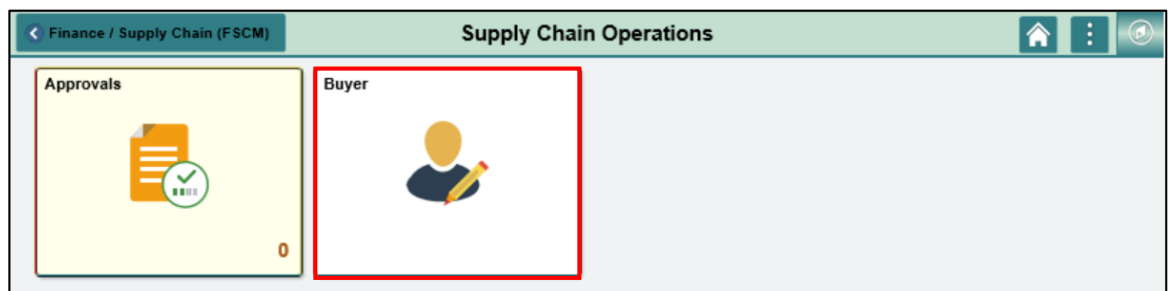 Finance / Supply Chain (FSCM)
Supply Chain Operations
Approvals
Buyer
0